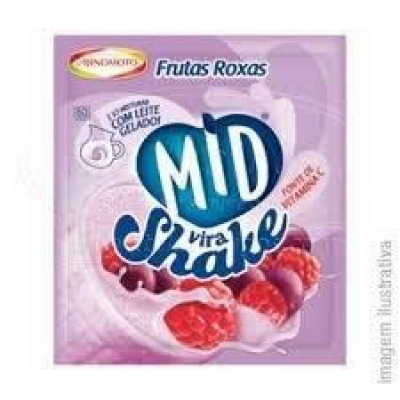 AJINOMOTO
Frutas Roxas
É SÓ MISTURAR
COM LEITE
GELADO!
MID
vira
Shake
FONTE DE
VITAMINA C
imagem ilustrativa